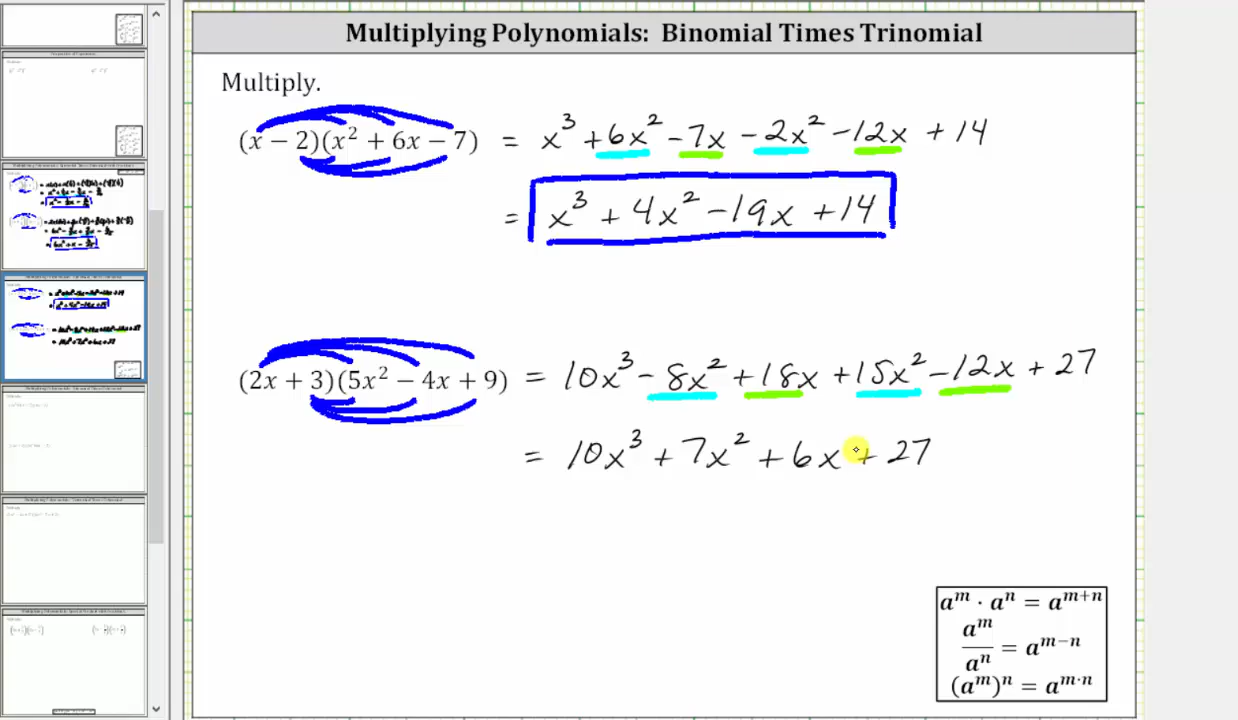 Multiplying Polynomials: Binomial Times Trinomial
Multiply.
(x − 2)(x² + 6x − 7) = x³ + 6x² − 7x − 2x² − 12x + 14
= x³ + 4x² − 19x + 14
(2x + 3)(5x² − 4x + 9) = 10x³ − 8x² + 18x + 15x² − 12x + 27
= 10x³ + 7x² + 6x + 27
aᵐ · aⁿ = aᵐ⁺ⁿ
aᵐ/aⁿ = aᵐ⁻ⁿ
(aᵐ)ⁿ = aᵐ·ⁿ